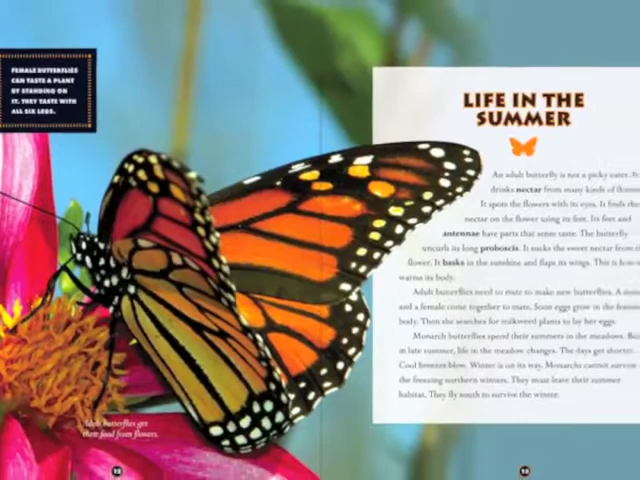 FEMALE BUTTERFLIES
CAN TASTE A PLANT
BY STANDING ON
IT. THEY TASTE WITH
ALL SIX LEGS.
LIFE IN THE
SUMMER
An adult butterfly is not a picky eater. It
drinks nectar from many kinds of
It spots the flowers with its eyes. It finds the
nectar on the flower using its feet. Its feet and
antennae have parts that sense taste. The butterfly
uncurls its long proboscis. It sucks the sweet nectar from
flower. It basks in the sunshine and flaps its wings. This
warms its body.
Adult butterflies need to mate to make new butterflies. A
and a female come together to mate. Soon eggs grow in the
body. Then she searches for milkweed plants to lay her eggs.
Monarch butterflies spend their summers in the meadows. But
in late summer, life in the meadow changes. The days get shorter.
Cool breezes blow. Winter is on its way. Monarchs cannot survive
the freezing northern winters. They must leave their summer
habitat. They fly south to survive the winter.
Adult butterflies get
their food from flowers.
12